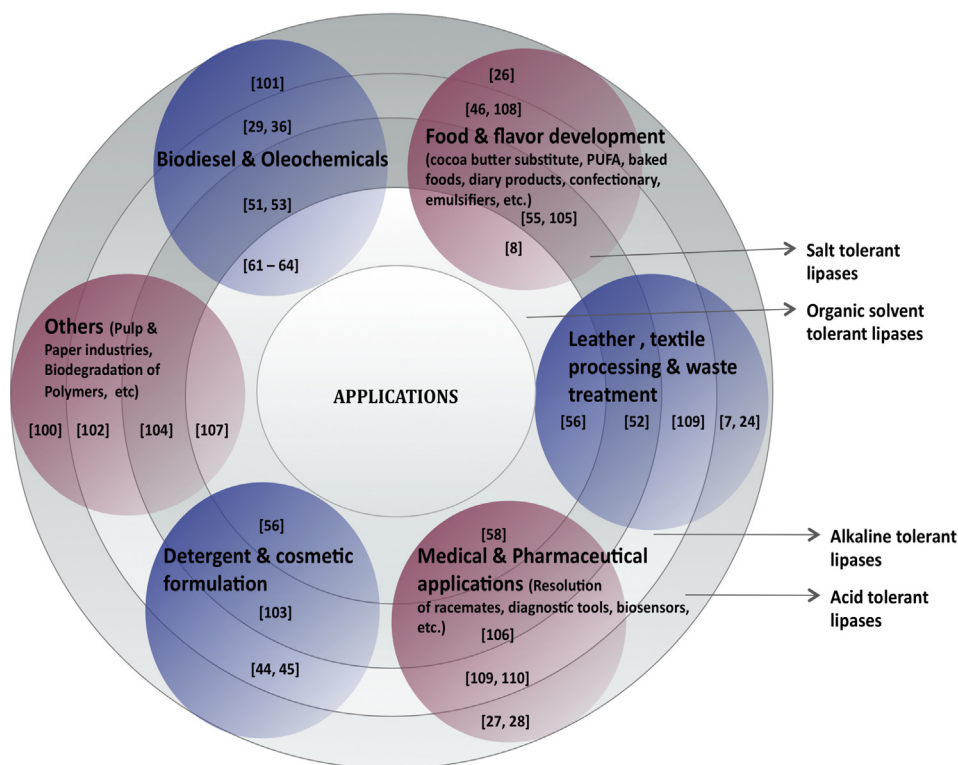 [101]
[29, 36]
Biodiesel & Oleochemicals
[51, 53]
[61 – 64]
[26]
[46, 108]
Food & flavor development
(cocoa butter substitute, PUFA, baked
foods, diary products, confectionary,
emulsifiers, etc.)
[55, 105]
[8]
Salt tolerant
lipases
Organic solvent
tolerant lipases
Others (Pulp &
Paper industries,
Biodegradation of
Polymers, etc)
[100] [102] [104] [107]
APPLICATIONS
Leather , textile
processing & waste
treatment
[56] [52] [109] [7, 24]
[56]
Detergent & cosmetic
formulation
[103]
[44, 45]
[58]
Medical & Pharmaceutical
applications (Resolution
of racemates, diagnostic tools, biosensors,
etc.)
[106]
[109, 110]
[27, 28]
Alkaline tolerant
lipases
Acid tolerant
lipases